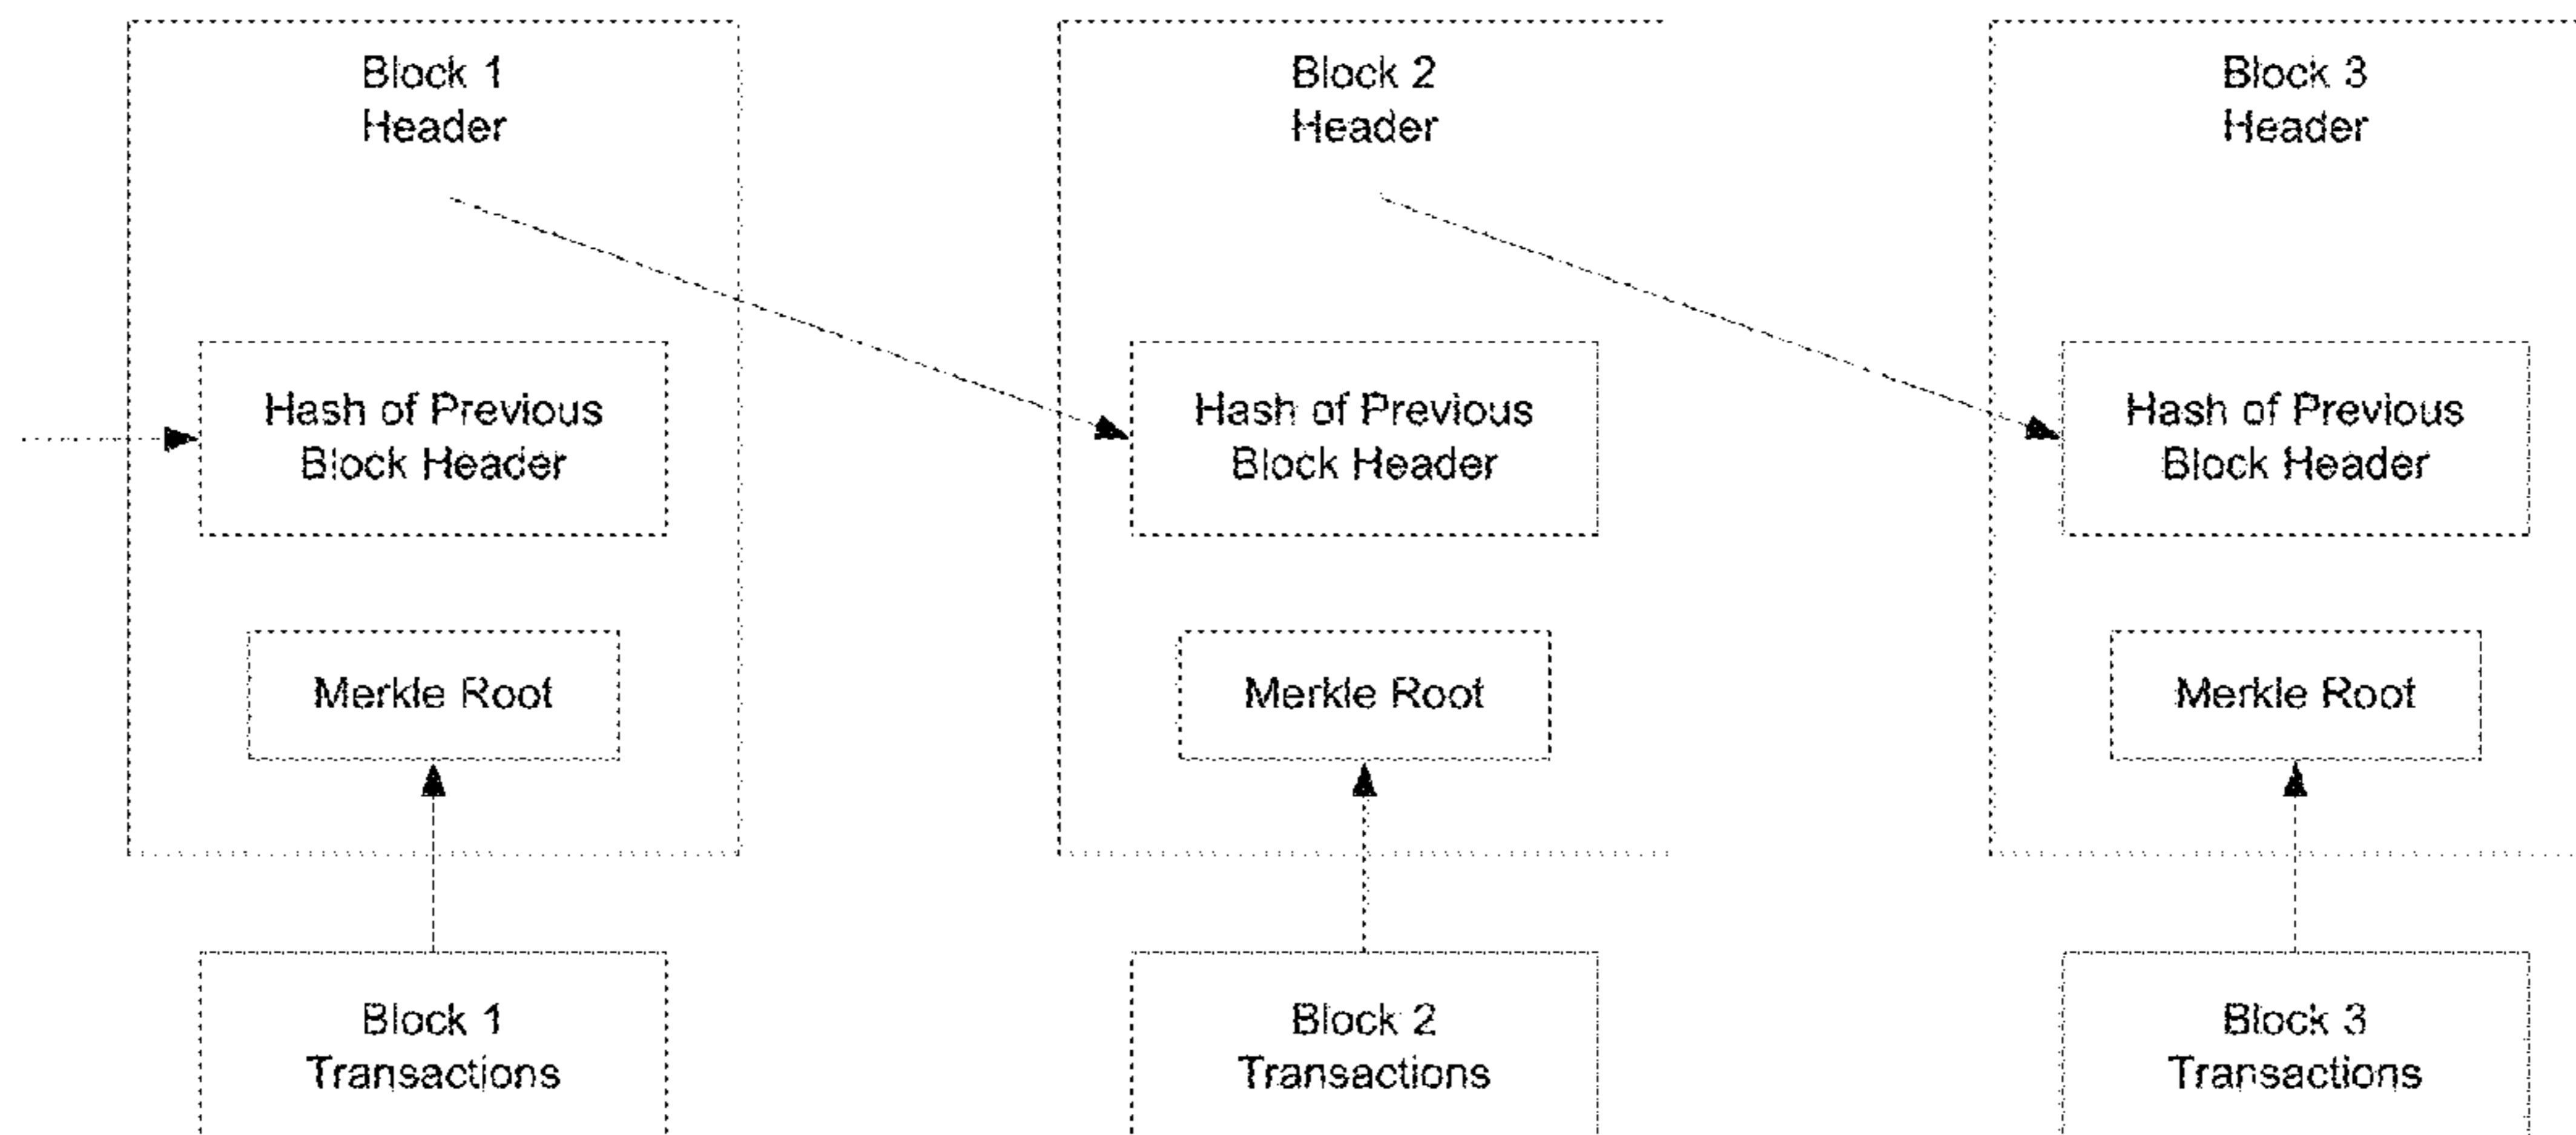 Block 1
Header
Hash of Previous
Block Header
Merkle Root
Block 1
Transactions
Block 2
Header
Hash of Previous
Block Header
Merkle Root
Block 2
Transactions
Block 3
Header
Hash of Previous
Block Header
Merkle Root
Block 3
Transactions